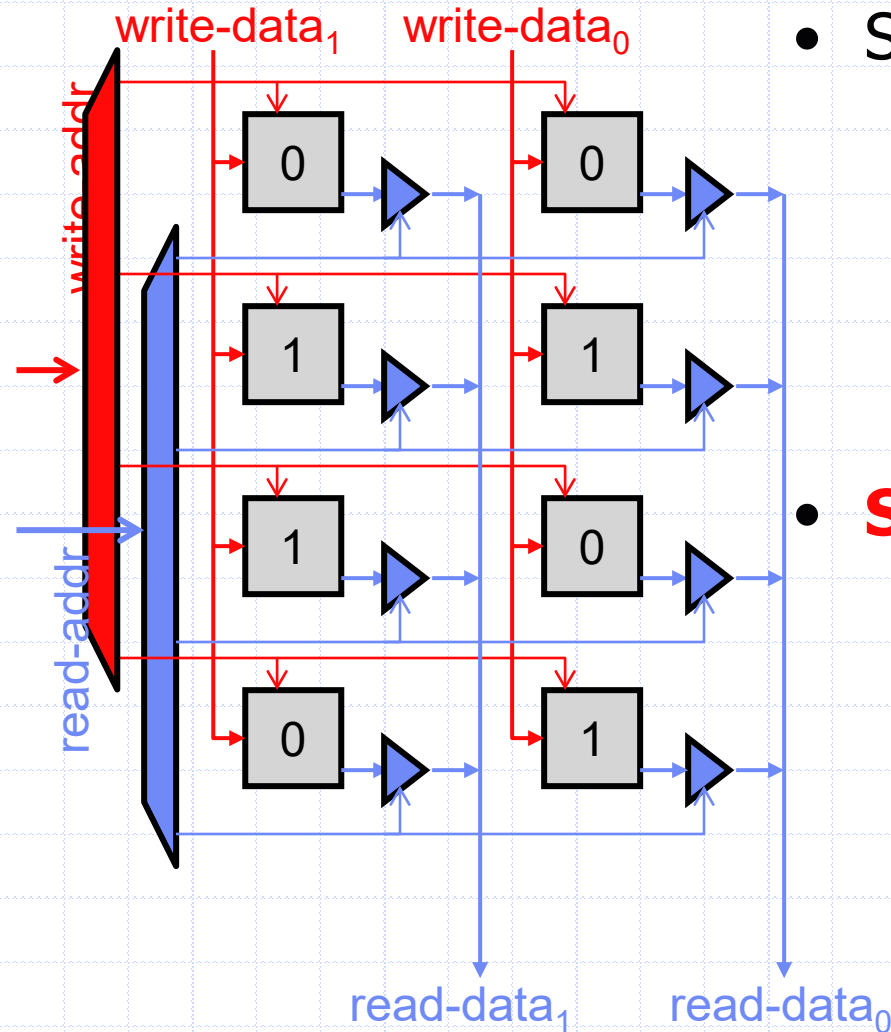 write-data₁ write-data₀
• S
write-addr
0 0
1 1
1 0
• S
read-addr
0 1
read-data₁ read-data₀